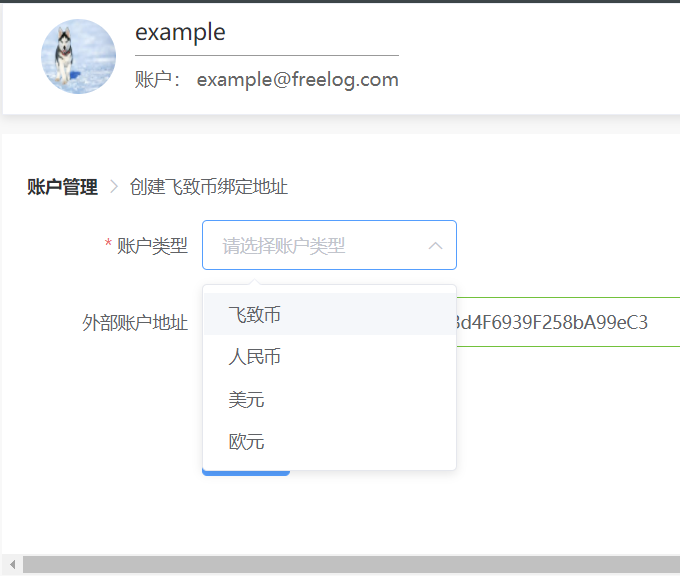 example
账户： example@freelog.com
账户管理 > 创建飞致币绑定地址
* 账户类型 请选择账户类型
飞致币
外部账户地址 d4F6939F258bA99eC3
人民币
美元
欧元